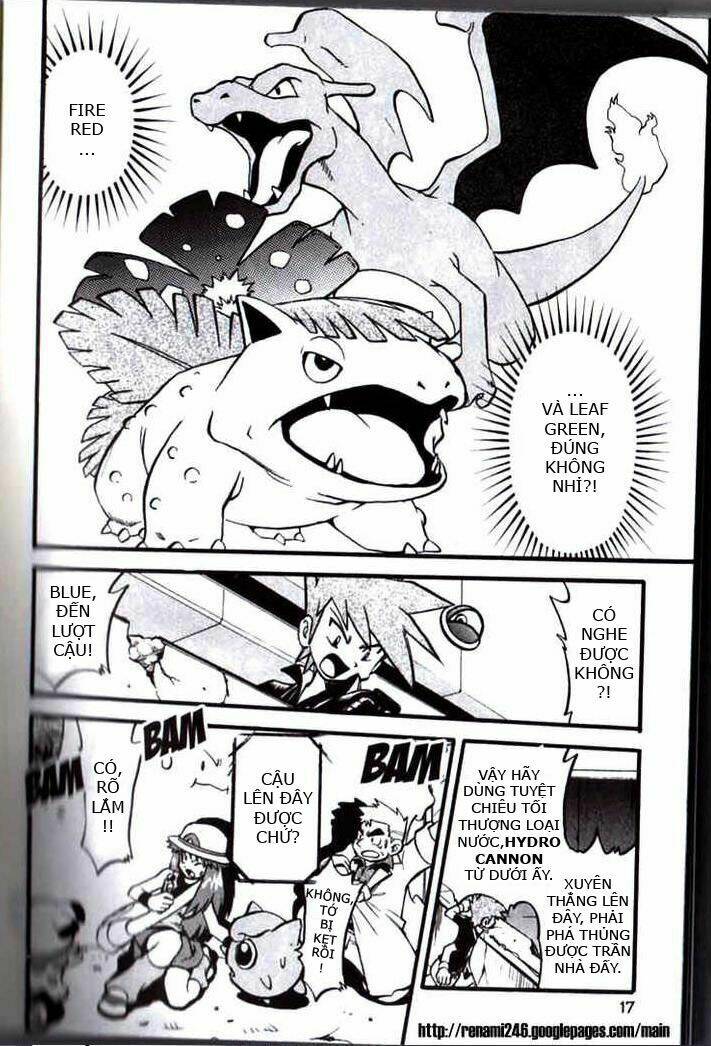 FIRE
RED
...
...
VÀ LEAF
GREEN,
ĐÚNG
KHÔNG
NHỈ?!
BLUE,
ĐẾN
LƯỢT
CẬU!
CÓ
NGHE
ĐƯỢC
KHÔNG
?!
BAM
BAM
BAM
CÓ,
RÕ
LẮM
!!
CẬU
LÊN ĐÂY
ĐƯỢC
CHỨ?
KHÔNG,
TỚ
BỊ
KẸT
RỒI
!
VẬY HÃY
DÙNG TUYỆT
CHIÊU TỐI
THƯỢNG LOẠI
NƯỚC,HYDRO
CANNON
TỪ DƯỚI ẤY.
XUYÊN
THẲNG LÊN
ĐÂY, PHẢI
PHÁ THỦNG
ĐƯỢC TRẦN
NHÀ ĐẤY.
17
http://renami246.googlepages.com/main